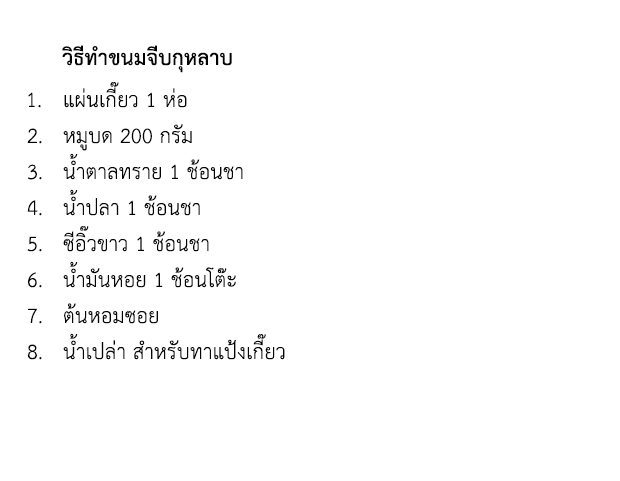 วิธีทำขนมจีบกุหลาบ
1. แผ่นเกี๊ยว 1 ห่อ
2. หมูบด 200 กรัม
3. น้ำตาลทราย 1 ช้อนชา
4. น้ำปลา 1 ช้อนชา
5. ซีอิ๊วขาว 1 ช้อนชา
6. น้ำมันหอย 1 ช้อนโต๊ะ
7. ต้นหอมซอย
8. น้ำเปล่า สำหรับทาแป้งเกี๊ยว